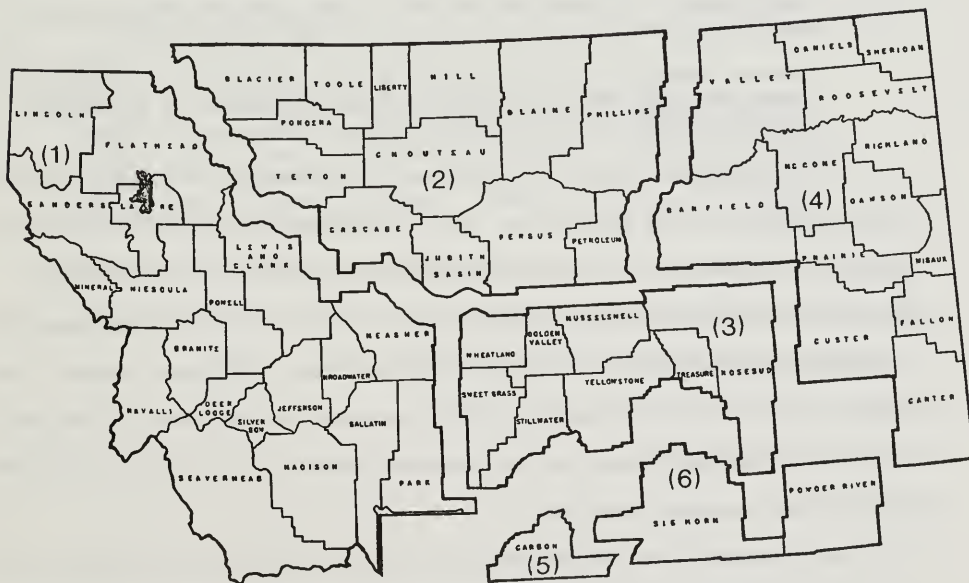 GLACIER
TOOLE
LIBERTY
HILL
BLAINE
PHILLIPS
VALLEY
DANIELS
SHERIDAN
ROOSEVELT
LINCOLN
(1)
FLATHEAD
PONDERA
TETON
CHOUTEAU
(2)
SANDERS
LAKE
CASCADE
JUDITH
BASIN
FERGUS
PETROLEUM
GARFIELD
MCCONE
(4)
RICHLAND
DAWSON
PRAIRIE
WIBAUX
MINERAL
MISSOULA
LEWIS
AND
CLARK
POWELL
MEAGHER
GRANITE
BROADWATER
RAVALLI
DEER
LODGE
SILVER
BOW
JEFFERSON
GALLATIN
BEAVERHEAD
MADISON
PARK
WHEATLAND
GOLDEN
VALLEY
MUSSELSHELL
(3)
SWEET BRASS
STILLWATER
YELLOWSTONE
TREASURE
ROSEBUD
CUSTER
FALLON
CARTER
CARBON
(5)
(6)
BIG HORN
POWDER RIVER